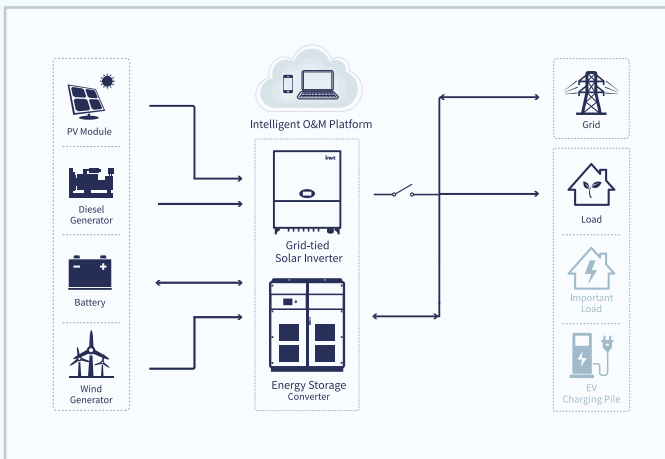 PV Module
Diesel
Generator
Battery
Wind
Generator
Intelligent O&M Platform
invt
Grid-tied
Solar Inverter
Energy Storage
Converter
Grid
Load
Important
Load
EV
Charging Pile